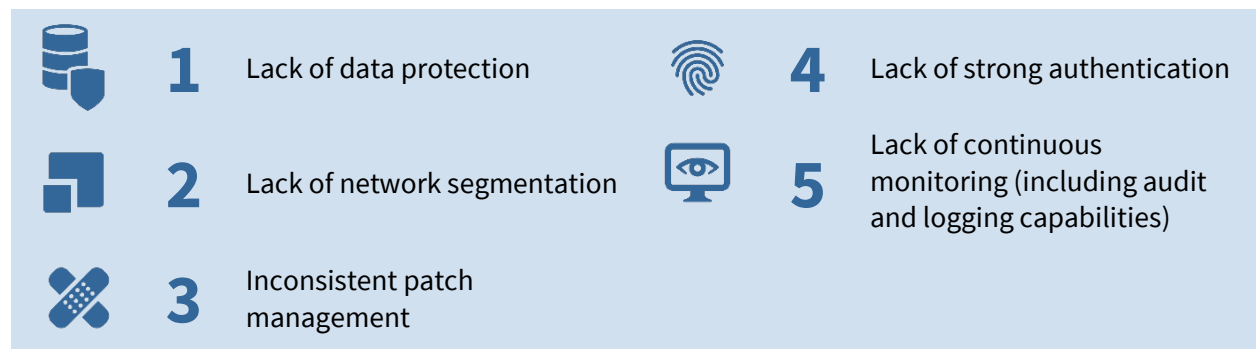 1
Lack of data protection
2
Lack of network segmentation
3
Inconsistent patch
management
4
Lack of strong authentication
5
Lack of continuous
monitoring (including audit
and logging capabilities)